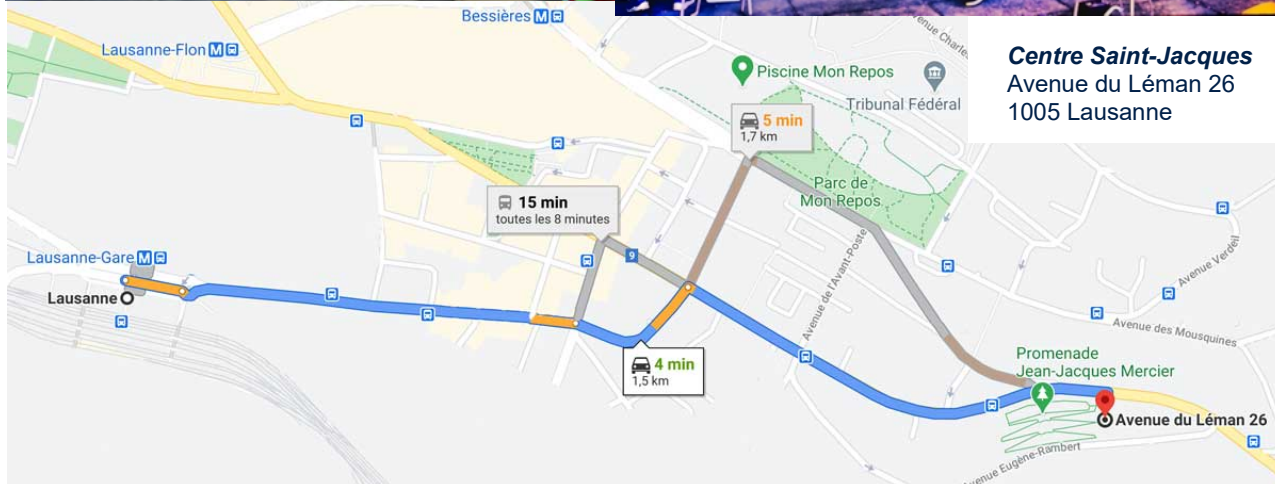 Bessières M
Lausanne-Flon M
Avenue Charles
Centre Saint-Jacques
Avenue du Léman 26
1005 Lausanne
Piscine Mon Repos
Tribunal Fédéral
5 min
1,7 km
Parc de
Mon Repos
15 min
toutes les 8 minutes
9
Lausanne-Gare M
Lausanne
Avenue de l'Avant-Poste
Avenue Verdeil
Avenue des Mousquines
4 min
1,5 km
Promenade
Jean-Jacques Mercier
Avenue du Léman 26
Avenue Eugène-Rambert